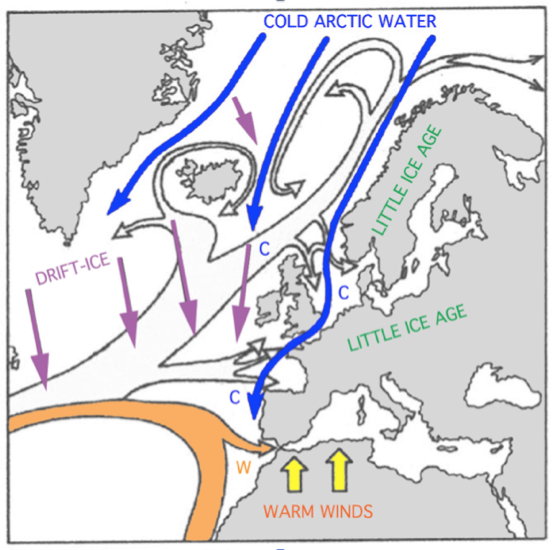 COLD ARCTIC WATER
LITTLE ICE AGE
C
DRIFT-ICE
C
LITTLE ICE AGE
C
W
WARM WINDS